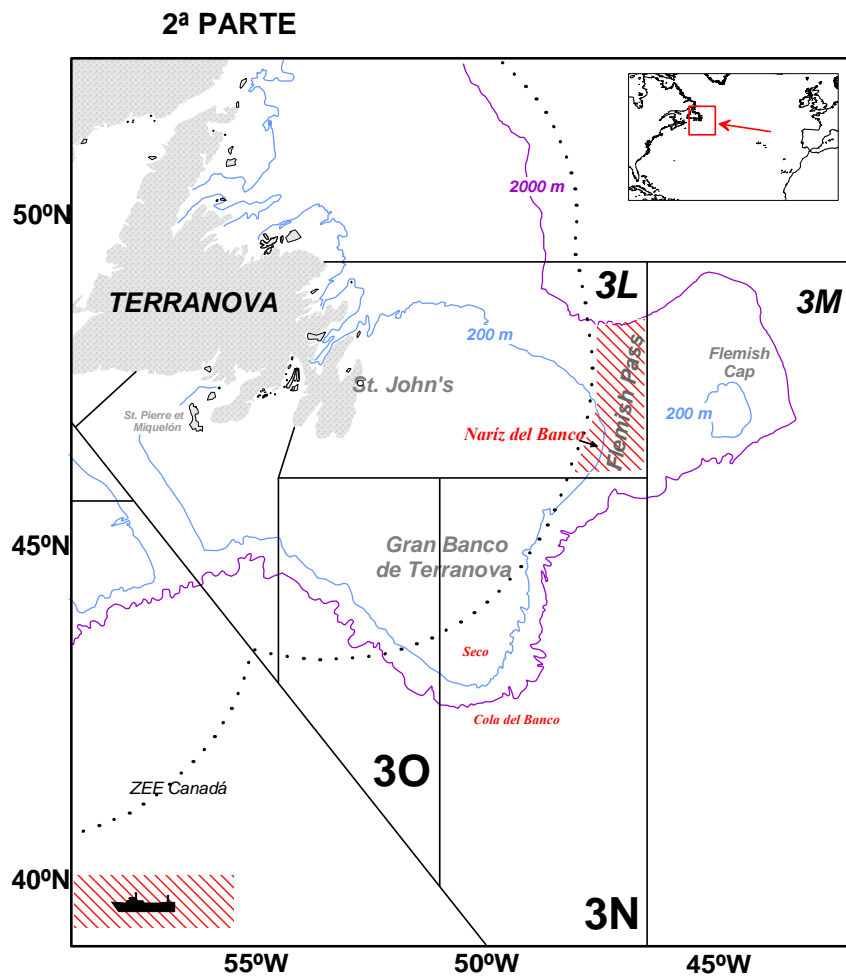 2ª PARTE
50ºN
2000 m
3L
3M
TERRANOVA
200 m
Flemish
Cap
Flemish Pass
St. John's
200 m
St. Pierre et
Miquelón
Naríz del Banco
45ºN
Gran Banco
de Terranova
Seco
Cola del Banco
3O
ZEE Canadá
40ºN
3N
55ºW
50ºW
45ºW